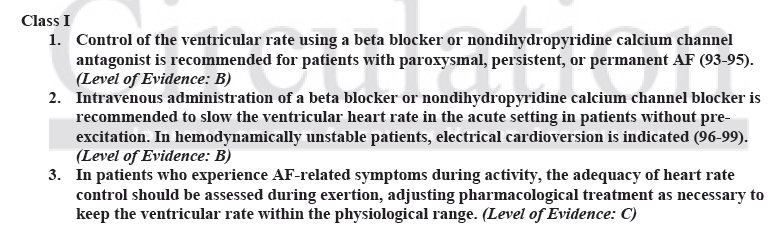 Circulation
Class I
1. Control of the ventricular rate using a beta blocker or nondihydropyridine calcium channel
antagonist is recommended for patients with paroxysmal, persistent, or permanent AF (93-95).
(Level of Evidence: B)
2. Intravenous administration of a beta blocker or nondihydropyridine calcium channel blocker is
recommended to slow the ventricular heart rate in the acute setting in patients without pre-
excitation. In hemodynamically unstable patients, electrical cardioversion is indicated (96-99).
(Level of Evidence: B)
3. In patients who experience AF-related symptoms during activity, the adequacy of heart rate
control should be assessed during exertion, adjusting pharmacological treatment as necessary to
keep the ventricular rate within the physiological range. (Level of Evidence: C)